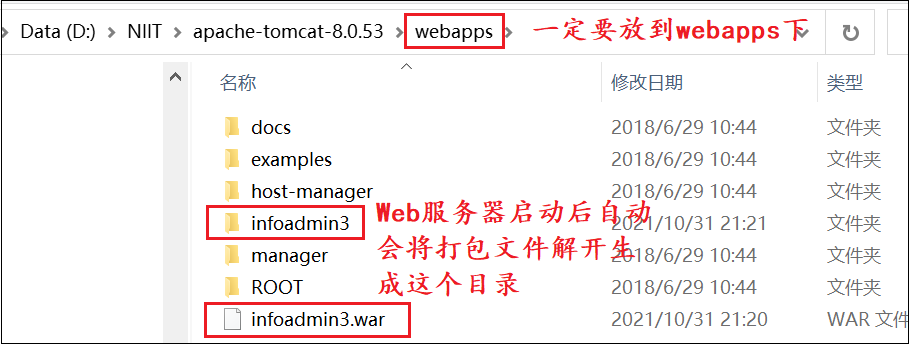 Data (D:) > NIIT > apache-tomcat-8.0.53 > webapps 一定要放到webapps下
名称 修改日期 类型
docs 2018/6/29 10:44 文件夹
examples 2018/6/29 10:44 文件夹
host-manager 2018/6/29 10:44 文件夹
infoadmin3 2021/10/31 21:21 文件夹
manager 2018/6/29 10:44 文件夹
ROOT 2018/6/29 10:44 文件夹
infoadmin3.war 2021/10/31 21:20 WAR 文件
Web服务器启动后自动
会将打包文件解开生
成这个目录